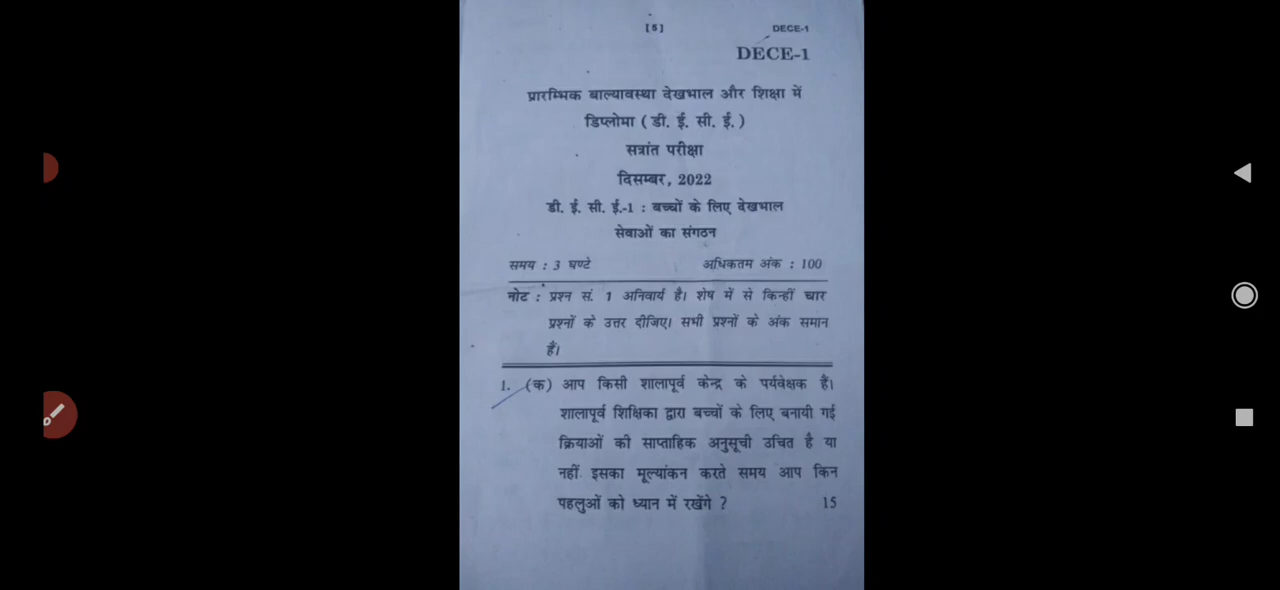 [5] DECE-1
DECE-1
प्रारम्भिक बाल्यावस्था देखभाल और शिक्षा में
डिप्लोमा ( डी. ई. सी. ई. )
सत्रांत परीक्षा
दिसम्बर, 2022
डी. ई. सी. ई.-1 : बच्चों के लिए देखभाल
सेवाओं का संगठन
समय : 3 घण्टे अधिकतम अंक : 100
नोट : प्रश्न सं. 1 अनिवार्य है। शेष में से किन्हीं चार
प्रश्नों के उत्तर दीजिए। सभी प्रश्नों के अंक समान
हैं।
1. (क) आप किसी शालापूर्व केन्द्र के पर्यवेक्षक हैं।
शालापूर्व शिक्षिका द्वारा बच्चों के लिए बनायी गई
क्रियाओं की साप्ताहिक अनुसूची उचित है या
नहीं इसका मूल्यांकन करते समय आप किन
पहलुओं को ध्यान में रखेंगे ? 15